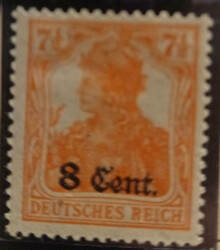 7½ 7½
8 Cent.
DEUTSCHES REICH